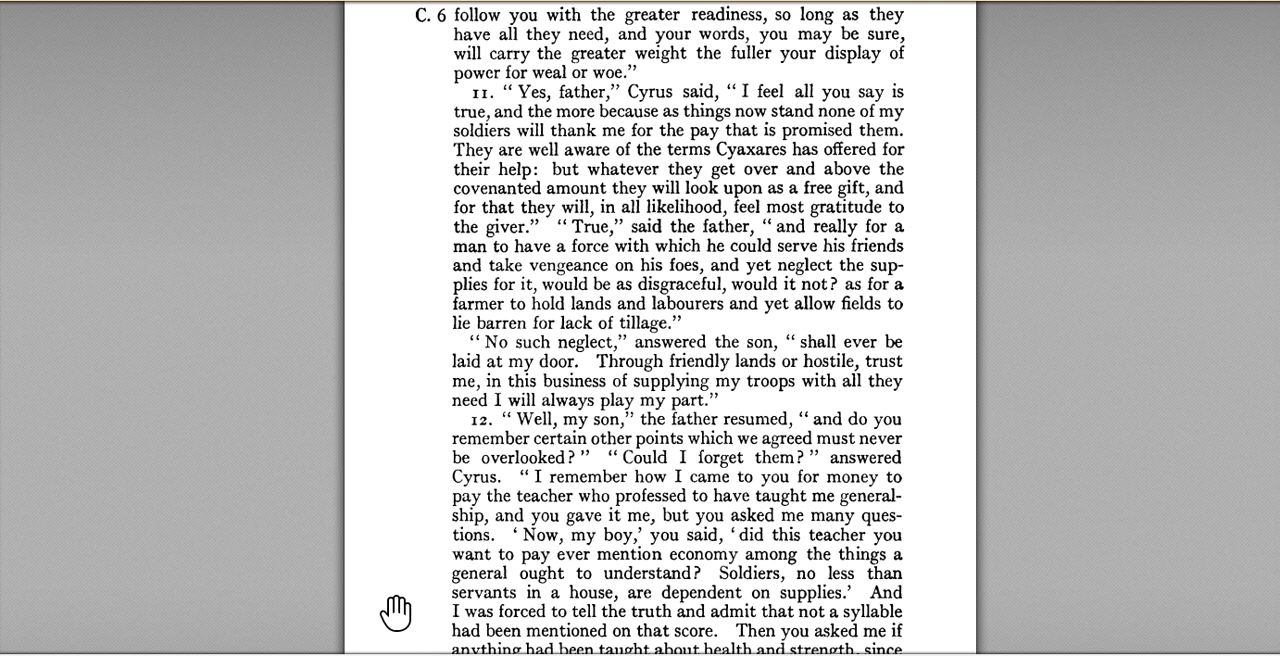 C. 6 follow you with the greater readiness, so long as they
have all they need, and your words, you may be sure,
will carry the greater weight the fuller your display of
power for weal or woe.”
11. “ Yes, father,” Cyrus said, “ I feel all you say is
true, and the more because as things now stand none of my
soldiers will thank me for the pay that is promised them.
They are well aware of the terms Cyaxares has offered for
their help: but whatever they get over and above the
covenanted amount they will look upon as a free gift, and
for that they will, in all likelihood, feel most gratitude to
the giver.” “ True,” said the father, “ and really for a
man to have a force with which he could serve his friends
and take vengeance on his foes, and yet neglect the sup-
plies for it, would be as disgraceful, would it not? as for a
farmer to hold lands and labourers and yet allow fields to
lie barren for lack of tillage.”
“ No such neglect,” answered the son, “ shall ever be
laid at my door. Through friendly lands or hostile, trust
me, in this business of supplying my troops with all they
need I will always play my part.”
12. “ Well, my son,” the father resumed, “ and do you
remember certain other points which we agreed must never
be overlooked? ” “ Could I forget them? ” answered
Cyrus. “ I remember how I came to you for money to
pay the teacher who professed to have taught me general-
ship, and you gave it me, but you asked me many ques-
tions. ‘ Now, my boy,’ you said, ‘ did this teacher you
want to pay ever mention economy among the things a
general ought to understand? Soldiers, no less than
servants in a house, are dependent on supplies.’ And
I was forced to tell the truth and admit that not a syllable
had been mentioned on that score. Then you asked me if
anything had been taught about health and strength, since